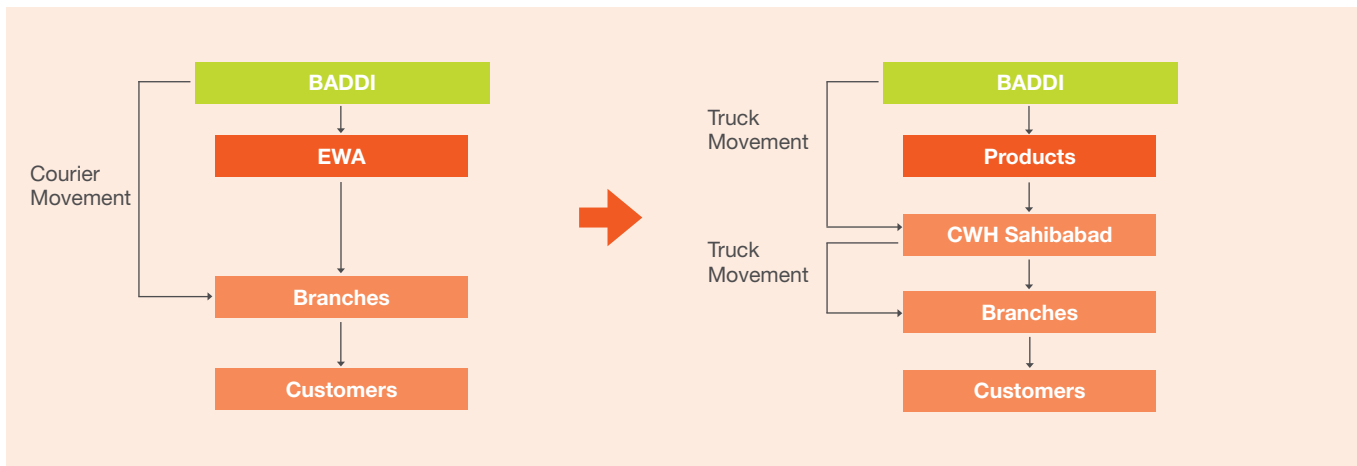 BADDI
EWA
Courier
Movement
Branches
Customers
BADDI
Truck
Movement
Products
CWH Sahibabad
Truck
Movement
Branches
Customers